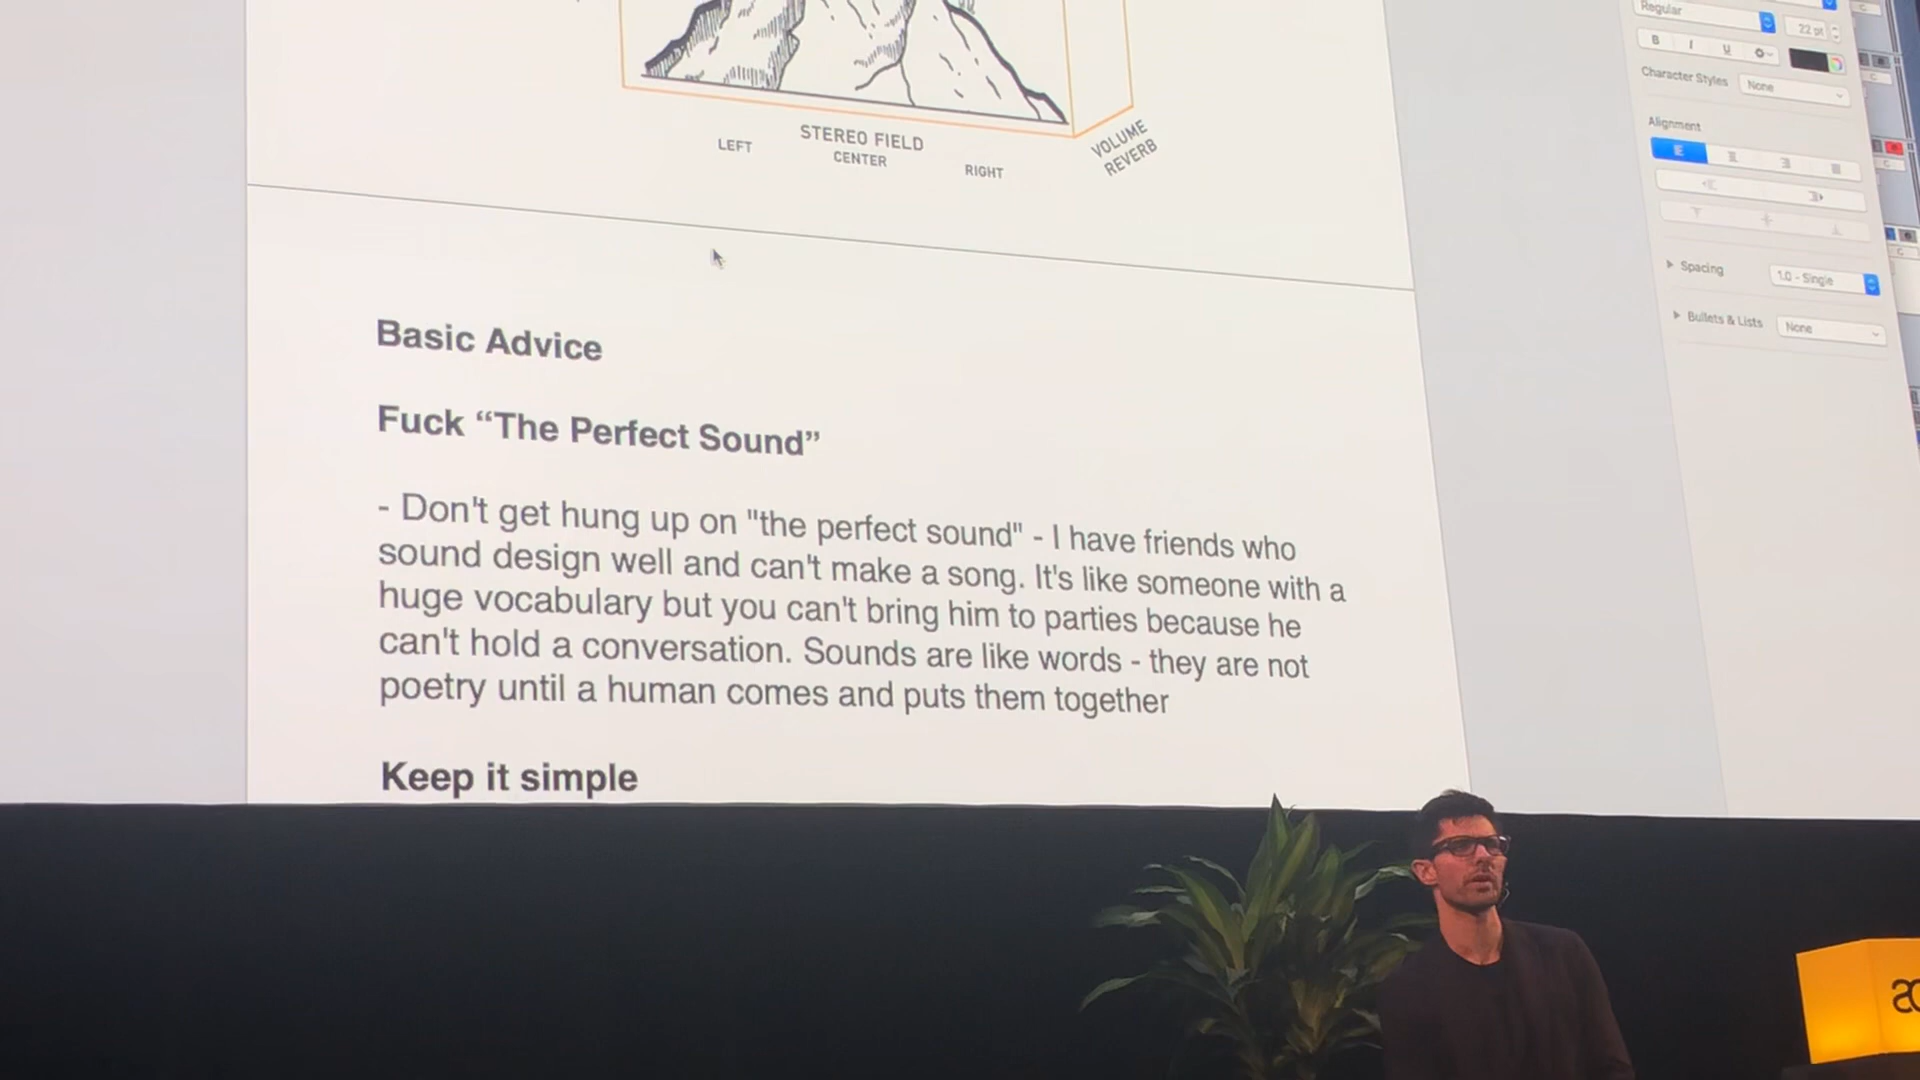 STEREO FIELD
LEFT
CENTER
RIGHT
VOLUME
REVERB
Basic Advice
Fuck “The Perfect Sound”
- Don't get hung up on "the perfect sound" - I have friends who
sound design well and can't make a song. It's like someone with a
huge vocabulary but you can't bring him to parties because he
can't hold a conversation. Sounds are like words - they are not
poetry until a human comes and puts them together
Keep it simple
Regular
22 pt
B I U
Character Styles
None
Alignment
Spacing
1.0 - Single
Bullets & Lists
None